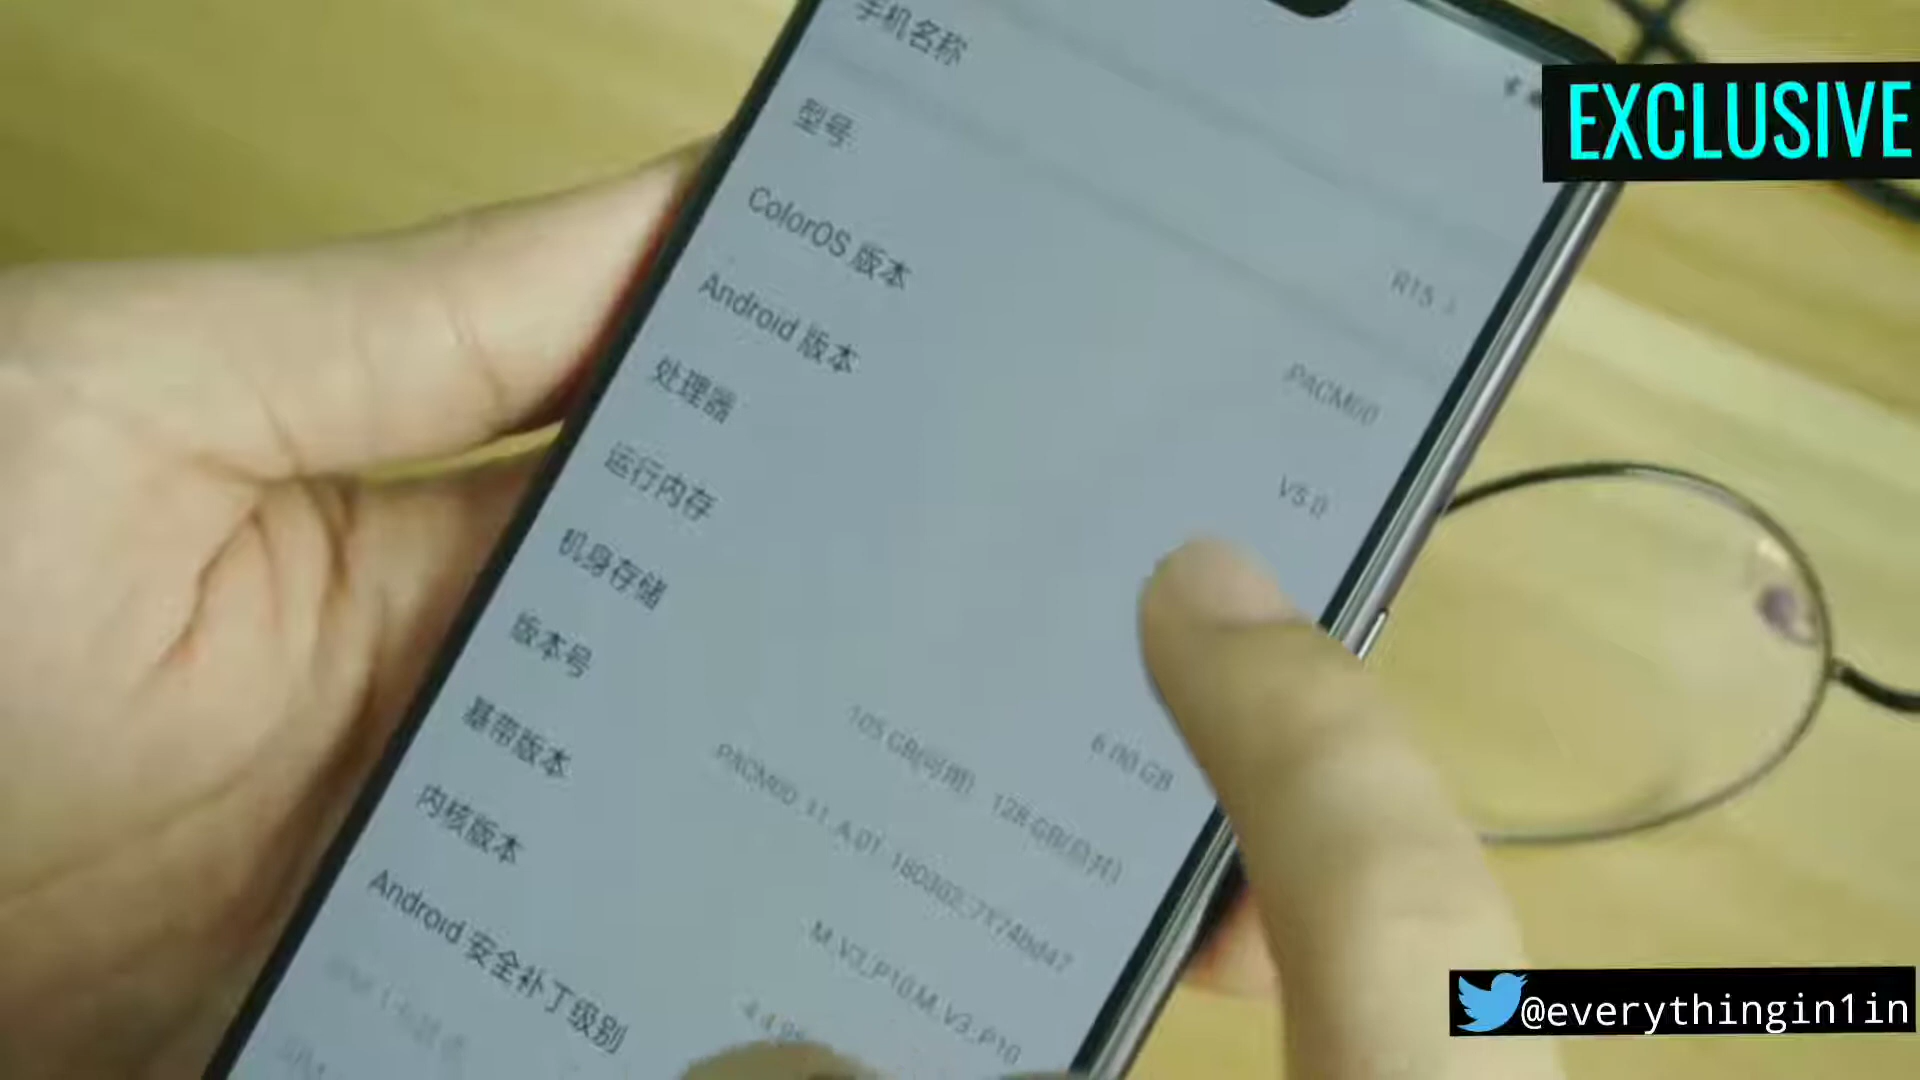 手机名称
R15
型号
PACM00
ColorOS 版本
V5.0
Android 版本
处理器
运行内存
6.00 GB
机身存储
105 GB(可用) 128 GB(总共)
版本号
基带版本
M_V3_P10,M_V3_P10
内核版本
4.4.95
Android 安全补丁级别
EXCLUSIVE
@everythingin1in